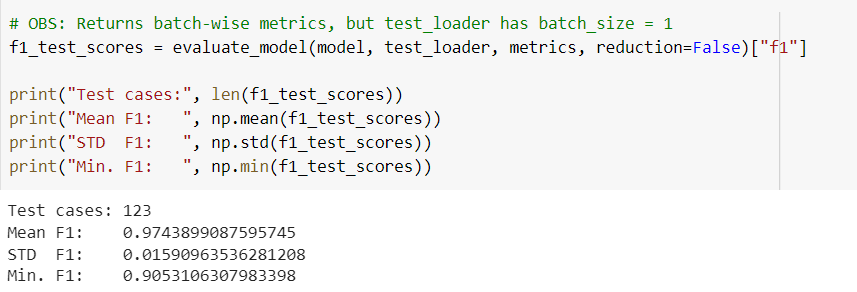 # OBS: Returns batch-wise metrics, but test_loader has batch_size = 1
f1_test_scores = evaluate_model(model, test_loader, metrics, reduction=False)["f1"]
print("Test cases:", len(f1_test_scores))
print("Mean F1:   ", np.mean(f1_test_scores))
print("STD  F1:   ", np.std(f1_test_scores))
print("Min. F1:   ", np.min(f1_test_scores))
Test cases: 123
Mean F1:    0.9743899087595745
STD  F1:    0.01590963536281208
Min. F1:    0.9053106307983398